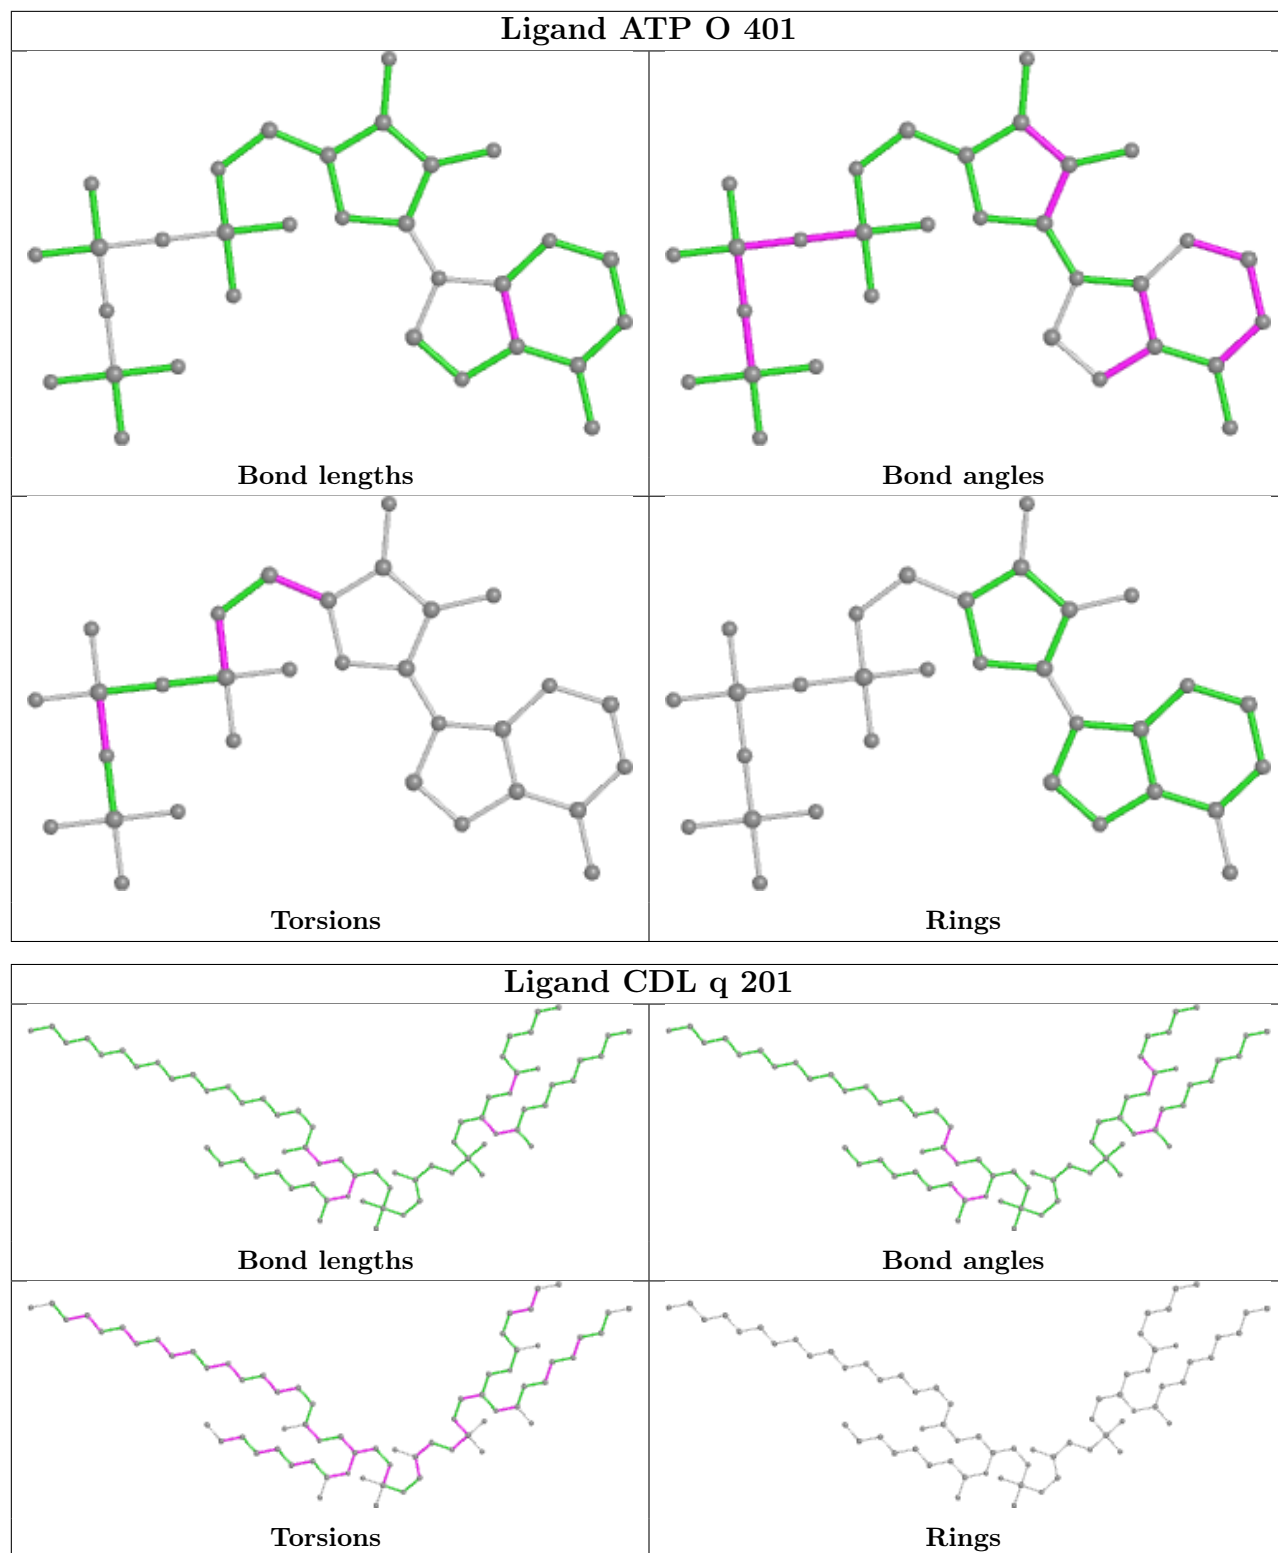 Ligand ATP O 401
Bond lengths
Bond angles
Torsions
Rings
Ligand CDL q 201
Bond lengths
Bond angles
Torsions
Rings